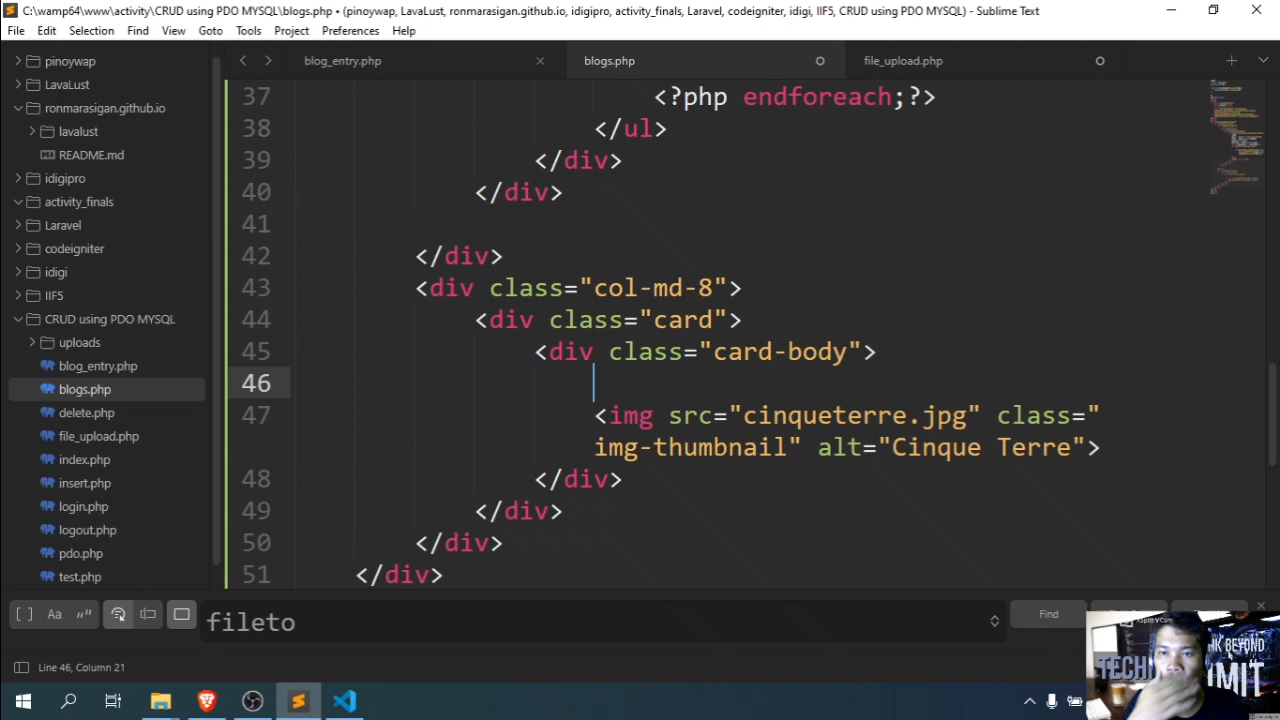 C:\wamp64\www\activity\CRUD using PDO MYSQL\blogs.php • (pinoywap, LavaLust, ronmarasigan.github.io, idigipro, activity_finals, Laravel, codeigniter, idigi, IIF5, CRUD using PDO MYSQL) - Sublime Text
File Edit Selection Find View Goto Tools Project Preferences Help
pinoywap
LavaLust
ronmarasigan.github.io
lavalust
README.md
idigipro
activity_finals
Laravel
codeigniter
idigi
IIF5
CRUD using PDO MYSQL
uploads
blog_entry.php
blogs.php
delete.php
file_upload.php
index.php
insert.php
login.php
logout.php
pdo.php
test.php
blog_entry.php blogs.php file_upload.php
37 <?php endforeach;?>
38 </ul>
39 </div>
40 </div>
41
42 </div>
43 <div class="col-md-8">
44 <div class="card">
45 <div class="card-body">
46
47 <img src="cinqueterre.jpg" class="
img-thumbnail" alt="Cinque Terre">
48 </div>
49 </div>
50 </div>
51 </div>
Aa
fileto
Find
Line 46, Column 21
XSplit VCam